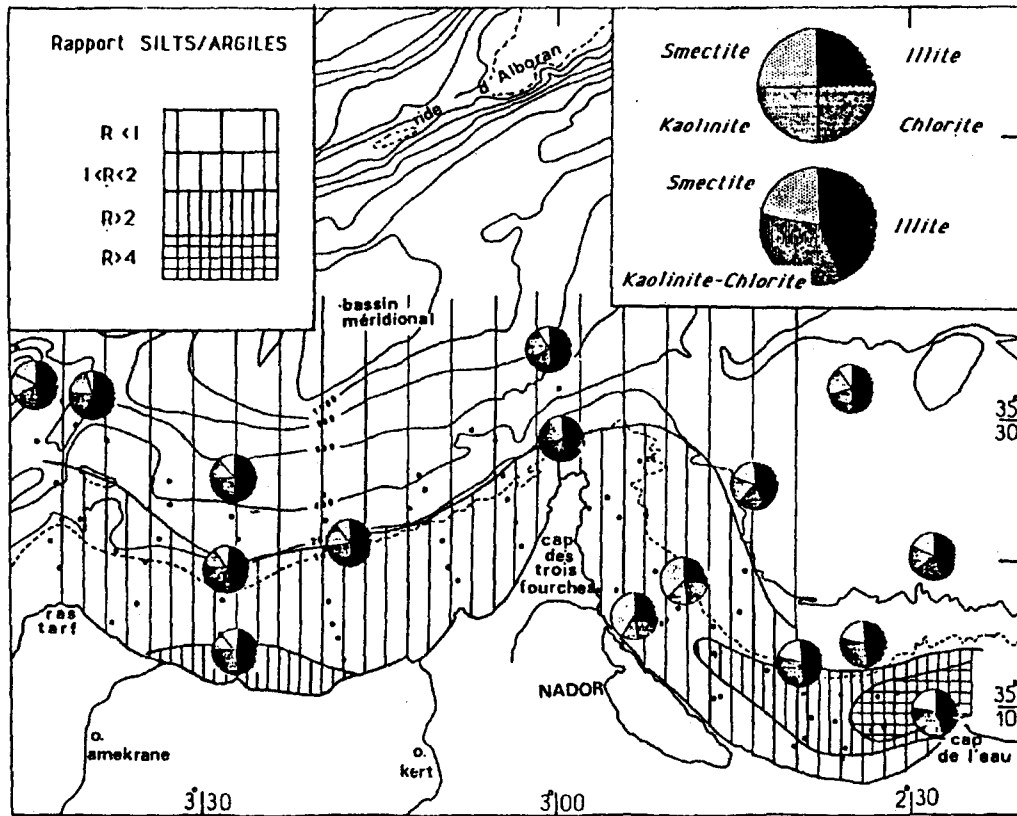 Rapport SILTS/ARGILES
R < 1
1 < R < 2
R > 2
R > 4
ride d'Alboran
Smectite
Illite
Kaolinite
Chlorite
Smectite
Illite
Kaolinite-Chlorite
bassin
méridional
35°
30
cap
des
trois
fourches
ras
tarf
NADOR
35°
10
o.
amekrane
o.
kert
cap
de l'eau
3°30
3°00
2°30